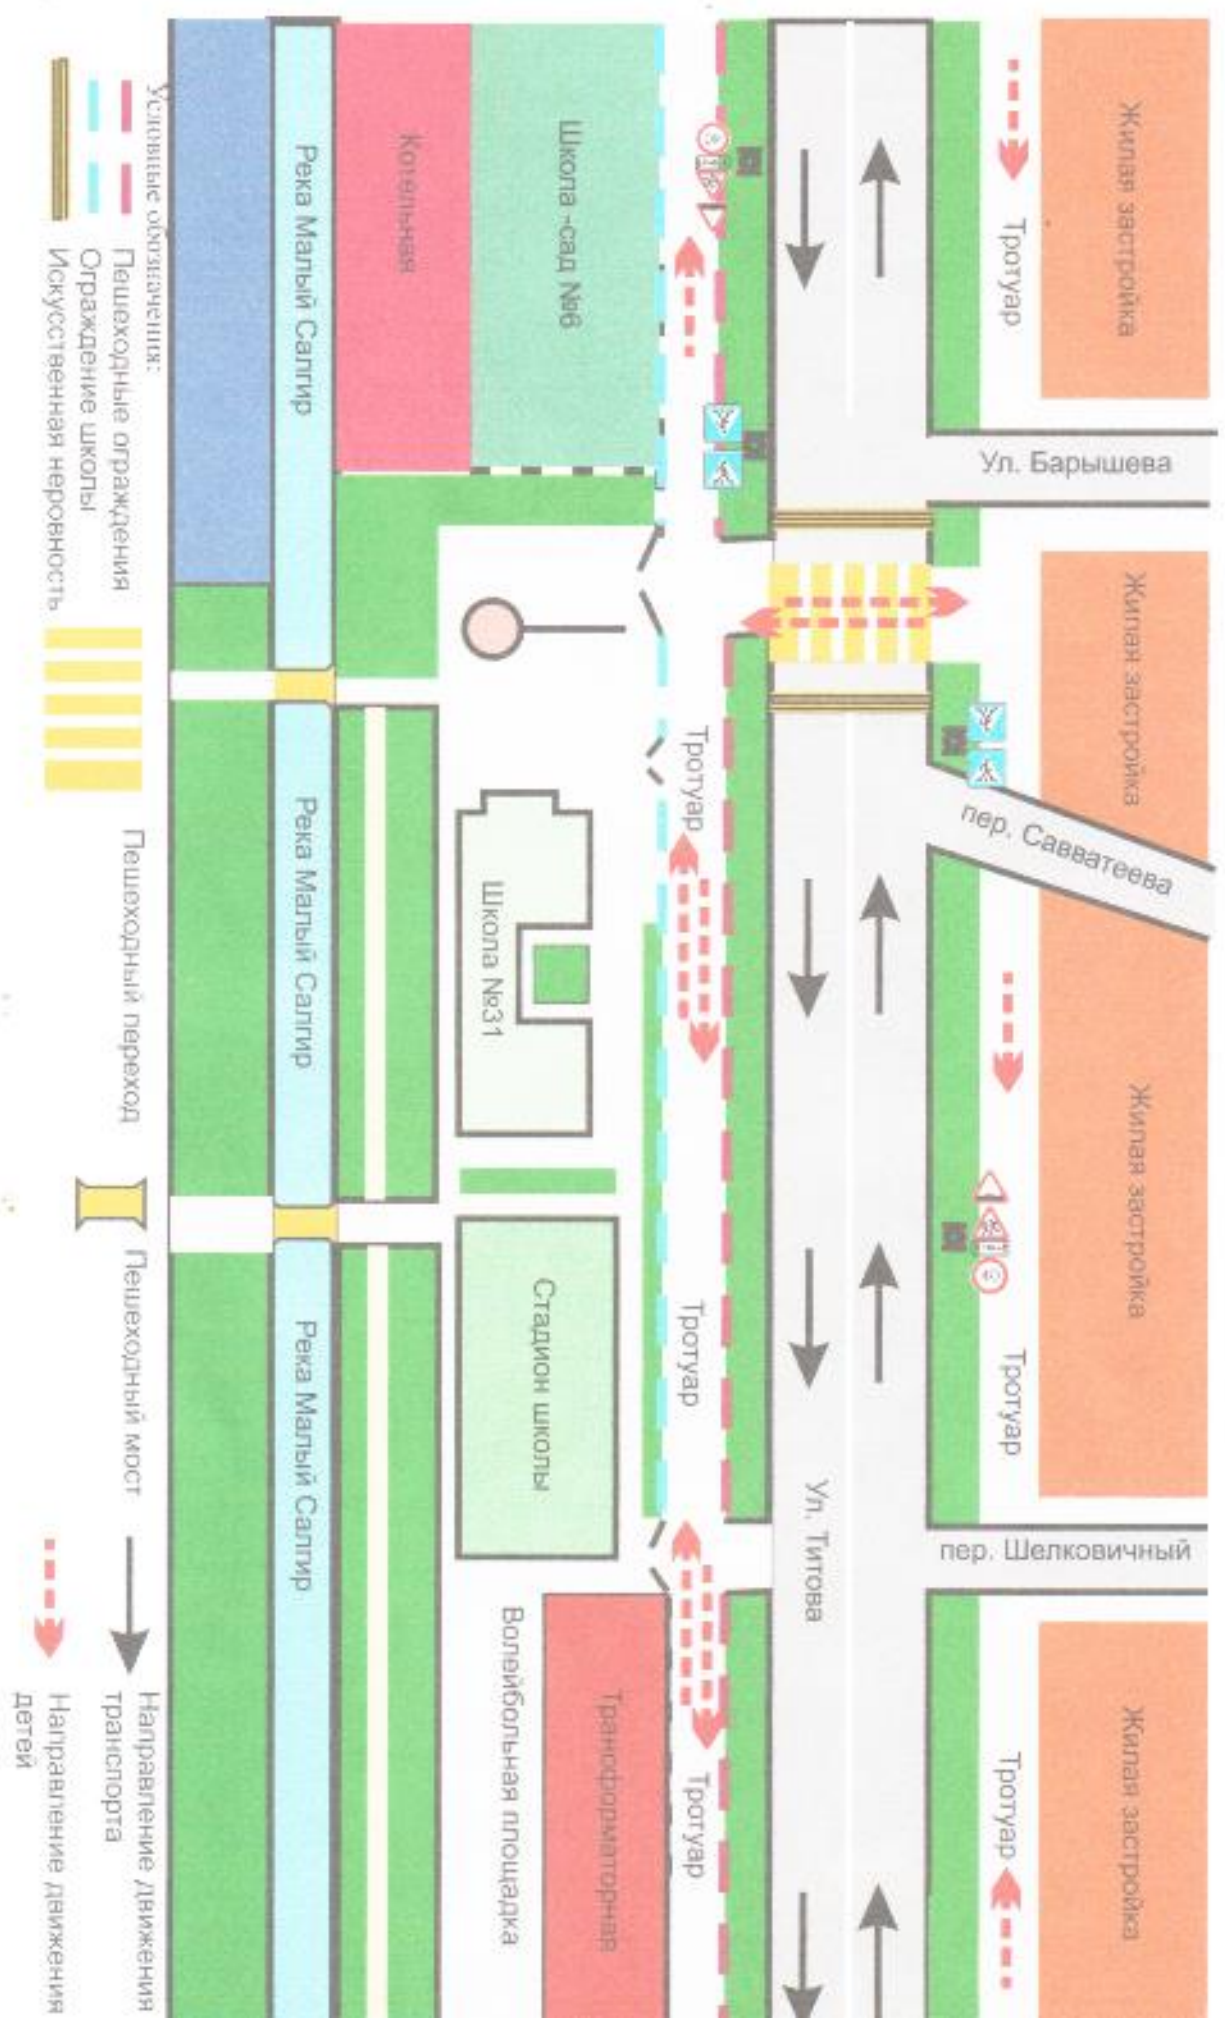 Жилая застройка
Жилая застройка
Жилая застройка
Жилая застройка
Ул. Барышева
пер. Савватеева
пер. Шелковичный
Тротуар
Тротуар
Тротуар
Ул. Титова
Тротуар
Тротуар
Тротуар
Школа -сад №6
Котельная
Школа №31
Стадион школы
Трансформаторная
Волейбольная площадка
Река Малый Салгир
Река Малый Салгир
Река Малый Салгир
Условные обозначения:
Пешеходные ограждения
Ограждение школы
Искусственная неровность
Пешеходный переход
Пешеходный мост
Направление движения
транспорта
Направление движения
детей